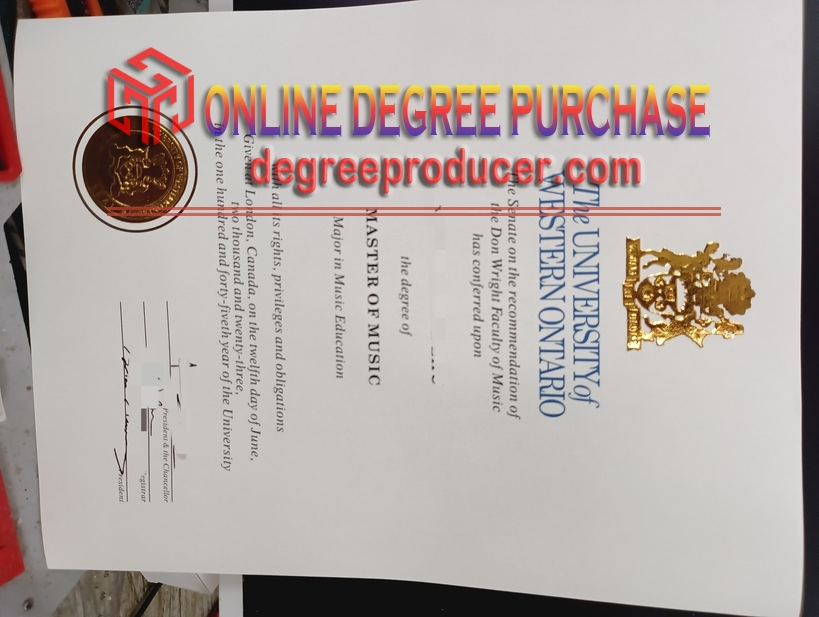 ONLINE DEGREE PURCHASE
degreeproducer.com
The UNIVERSITY of
WESTERN ONTARIO
The Senate on the recommendation of
the Don Wright Faculty of Music
has conferred upon
the degree of
MASTER OF MUSIC
Major in Music Education
with all its rights, privileges and obligations
Given at London, Canada, on the twelfth day of June,
two thousand and twenty-three,
in the one hundred and forty-fiveth year of the University
President & the Chancellor